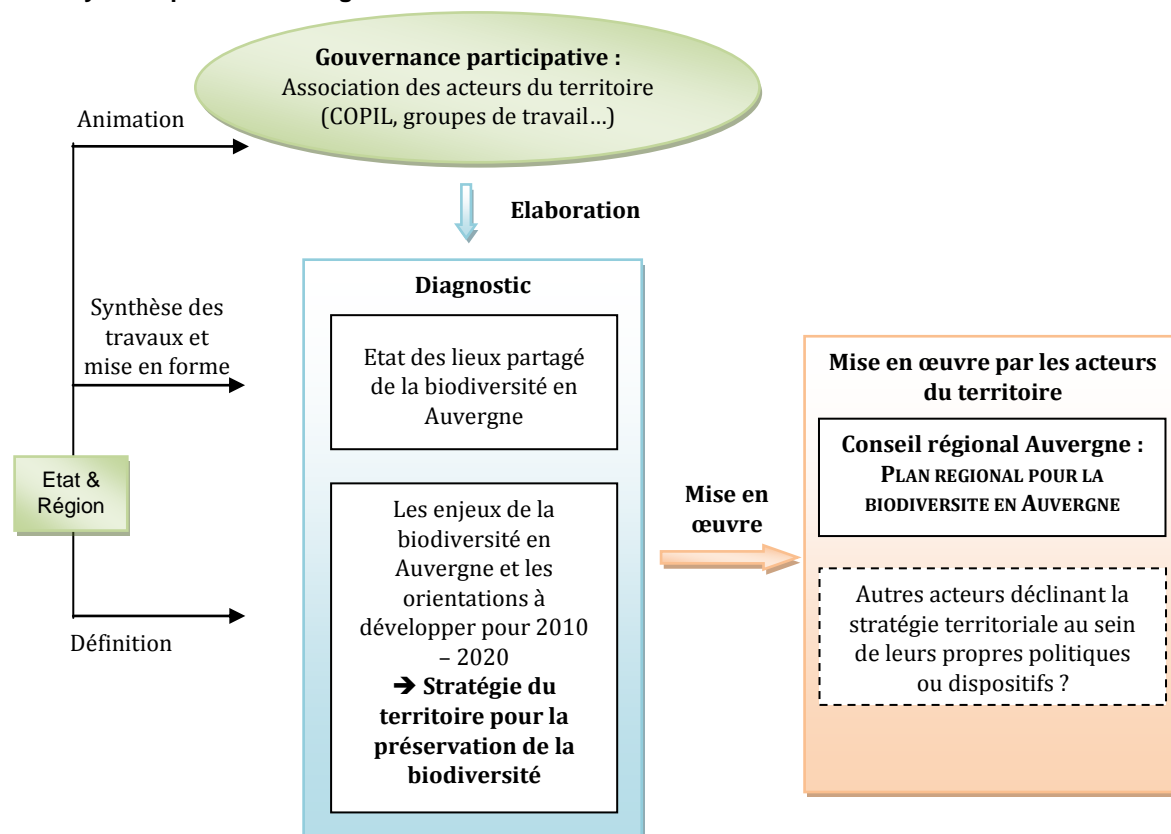 Gouvernance participative :
Association des acteurs du territoire
(COPIL, groupes de travail…)
Animation
Elaboration
Diagnostic
Synthèse des
travaux et
mise en forme
Etat des lieux partagé
de la biodiversité en
Auvergne
Mise en œuvre par les acteurs
du territoire
Conseil régional Auvergne :
PLAN REGIONAL POUR LA
BIODIVERSITE EN AUVERGNE
Etat &
Région
Les enjeux de la
biodiversité en
Auvergne et les
orientations à
développer pour 2010
– 2020
➔ Stratégie du
territoire pour la
préservation de la
biodiversité
Mise en
œuvre
Autres acteurs déclinant la
stratégie territoriale au sein
de leurs propres politiques
ou dispositifs ?
Définition